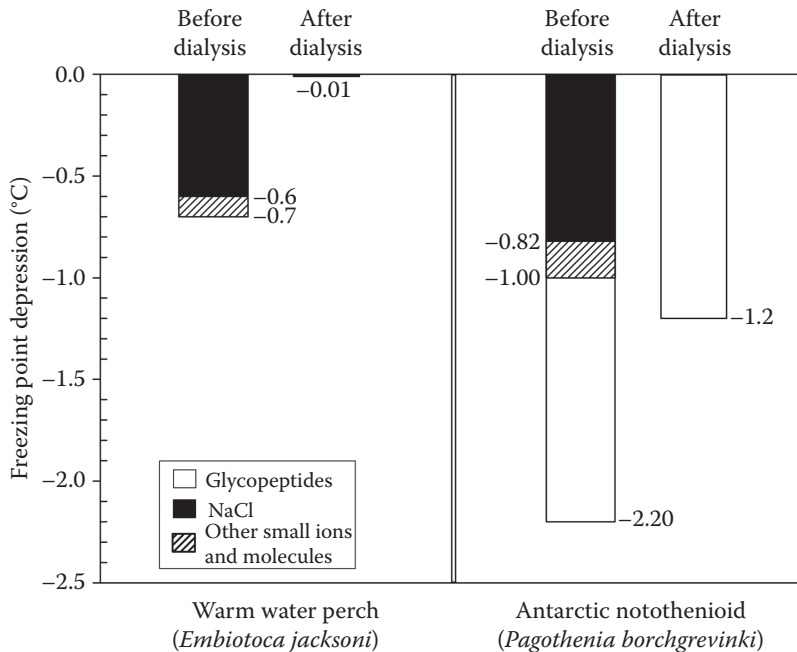 Before
dialysis
After
dialysis
Before
dialysis
After
dialysis
Freezing point depression (°C)
0.0
−0.5
−1.0
−1.5
−2.0
−2.5
−0.01
−0.6
−0.7
−0.82
−1.00
−1.2
−2.20
Glycopeptides
NaCl
Other small ions
and molecules
Warm water perch
(Embiotoca jacksoni)
Antarctic notothenioid
(Pagothenia borchgrevinki)